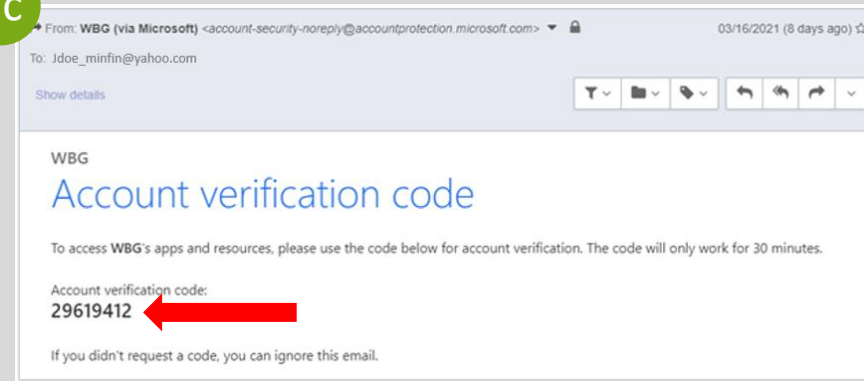 C
From: WBG (via Microsoft) <account-security-noreply@accountprotection.microsoft.com> 03/16/2021 (8 days ago)
To: Jdoe_minfin@yahoo.com
Show details
WBG
Account verification code
To access WBG's apps and resources, please use the code below for account verification. The code will only work for 30 minutes.
Account verification code:
29619412
If you didn't request a code, you can ignore this email.